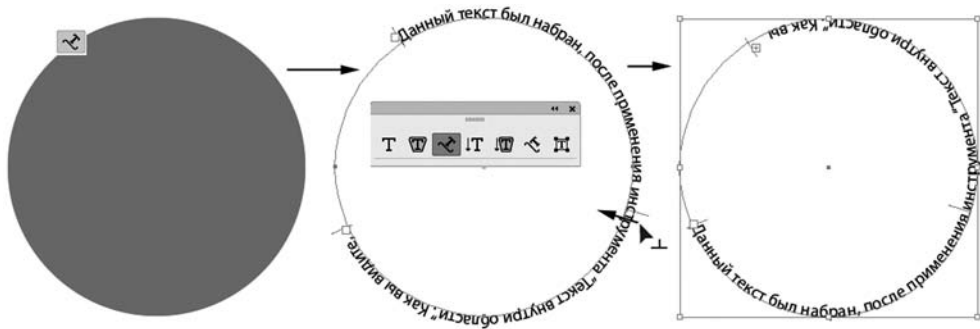 Данный текст был набран, после применения инструмента "Текст внутри области". Как вы видите,
Данный текст был набран, после применения инструмента "Текст внутри области". Как вы